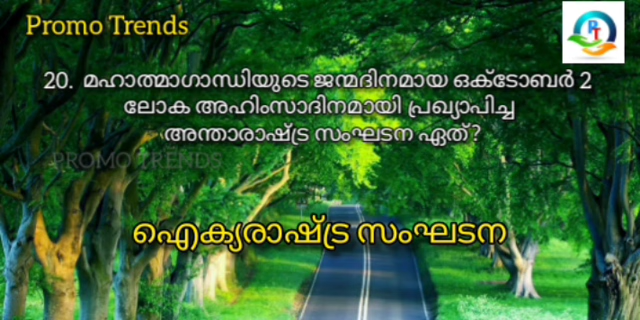 Promo Trends
PT
20. മഹാത്മാഗാന്ധിയുടെ ജന്മദിനമായ ഒക്ടോബർ 2
ലോക അഹിംസാദിനമായി പ്രഖ്യാപിച്ച
അന്താരാഷ്ട്ര സംഘടന ഏത്?
PROMO TRENDS
ഐക്യരാഷ്ട്ര സംഘടന